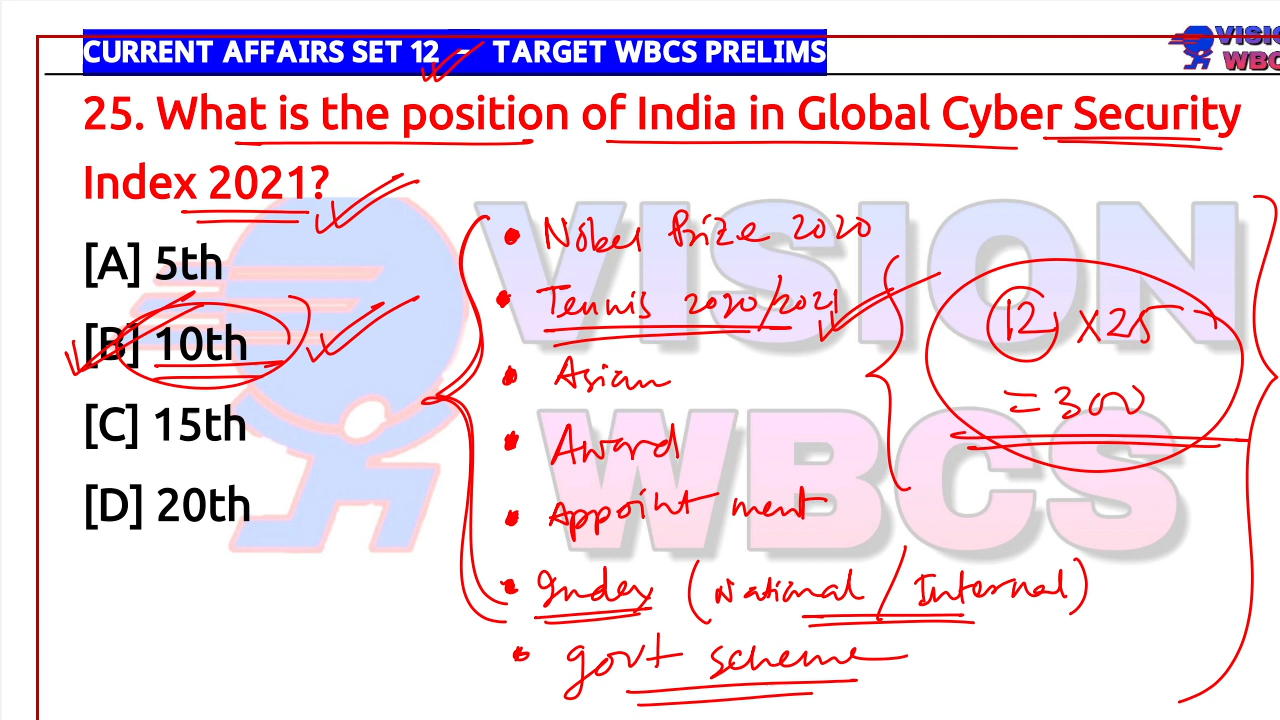 CURRENT AFFAIRS SET 12 - TARGET WBCS PRELIMS
VISION
WBCS
25. What is the position of India in Global Cyber Security
Index 2021?
[A] 5th
[B] 10th
[C] 15th
[D] 20th
• Nobel Prize 2020
• Tennis 2020/2021
• Asian
• Award
• Appointment
• Index (National / Internal)
• govt scheme
12 x 25
= 300
VISION
WBCS